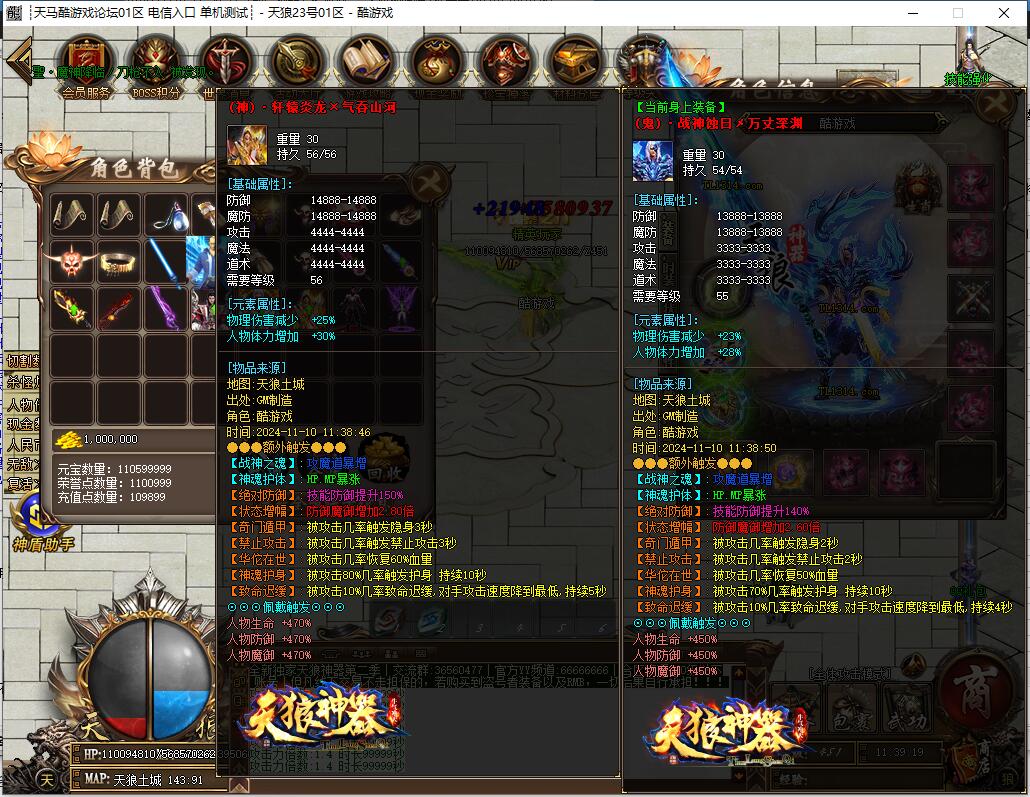 天马酷游戏论坛01区 电信入口 单机测试 - 天狼23号01区 - 酷游戏
会员服务
BOSS积分
技能强化
角色背包
1,000,000
元宝数量: 110599999
荣誉点数量: 1100999
充值点数量: 109899
神盾助手
(神)·轩辕炎龙×气吞山河
重量 30
持久 56/56
[基础属性]:
防御 14888-14888
魔防 14888-14888
攻击 4444-4444
魔法 4444-4444
道术 4444-4444
需要等级 56
[元素属性]:
物理伤害减少 +25%
人物体力增加 +30%
[物品来源]
地图:天狼土城
出处:GM制造
角色:酷游戏
时间:2024-11-10 11:38:46
额外触发
【战神之魂】: 攻魔道暴增
【神魂护体】: HP.MP暴涨
【绝对防御】: 技能防御提升150%
【状态增幅】: 防御魔御增加2.80倍
【奇门遁甲】: 被攻击几率触发隐身3秒
【禁止攻击】: 被攻击几率触发禁止攻击3秒
【华佗在世】: 被攻击几率恢复60%血量
【神魂护身】: 被攻击80%几率触发护身 持续10秒
【致命迟缓】: 被攻击10%几率致命迟缓,对手攻击速度降到最低,持续5秒
佩戴触发
人物生命 +470%
人物防御 +470%
人物魔御 +470%
天狼神器
【当前身上装备】
(鬼)·战神蚀日×万丈深渊
酷游戏
重量 30
持久 54/54
[基础属性]:
防御 13888-13888
魔防 13888-13888
攻击 3333-3333
魔法 3333-3333
道术 3333-3333
需要等级 55
[元素属性]:
物理伤害减少 +23%
人物体力增加 +28%
[物品来源]
地图:天狼土城
出处:GM制造
角色:酷游戏
时间:2024-11-10 11:38:50
额外触发
【战神之魂】: 攻魔道暴增
【神魂护体】: HP.MP暴涨
【绝对防御】: 技能防御提升140%
【状态增幅】: 防御魔御增加2.60倍
【奇门遁甲】: 被攻击几率触发隐身2秒
【禁止攻击】: 被攻击几率触发禁止攻击2秒
【华佗在世】: 被攻击几率恢复50%血量
【神魂护身】: 被攻击70%几率触发护身 持续10秒
【致命迟缓】: 被攻击10%几率致命迟缓,对手攻击速度降到最低,持续4秒
佩戴触发
人物生命 +450%
人物防御 +450%
人物魔御 +450%
天狼神器
酷游戏
TL1314.com
TL1314.com
TL1314.com
商
包裹
武功
11:39:19
MAP: 天狼土城 143:91